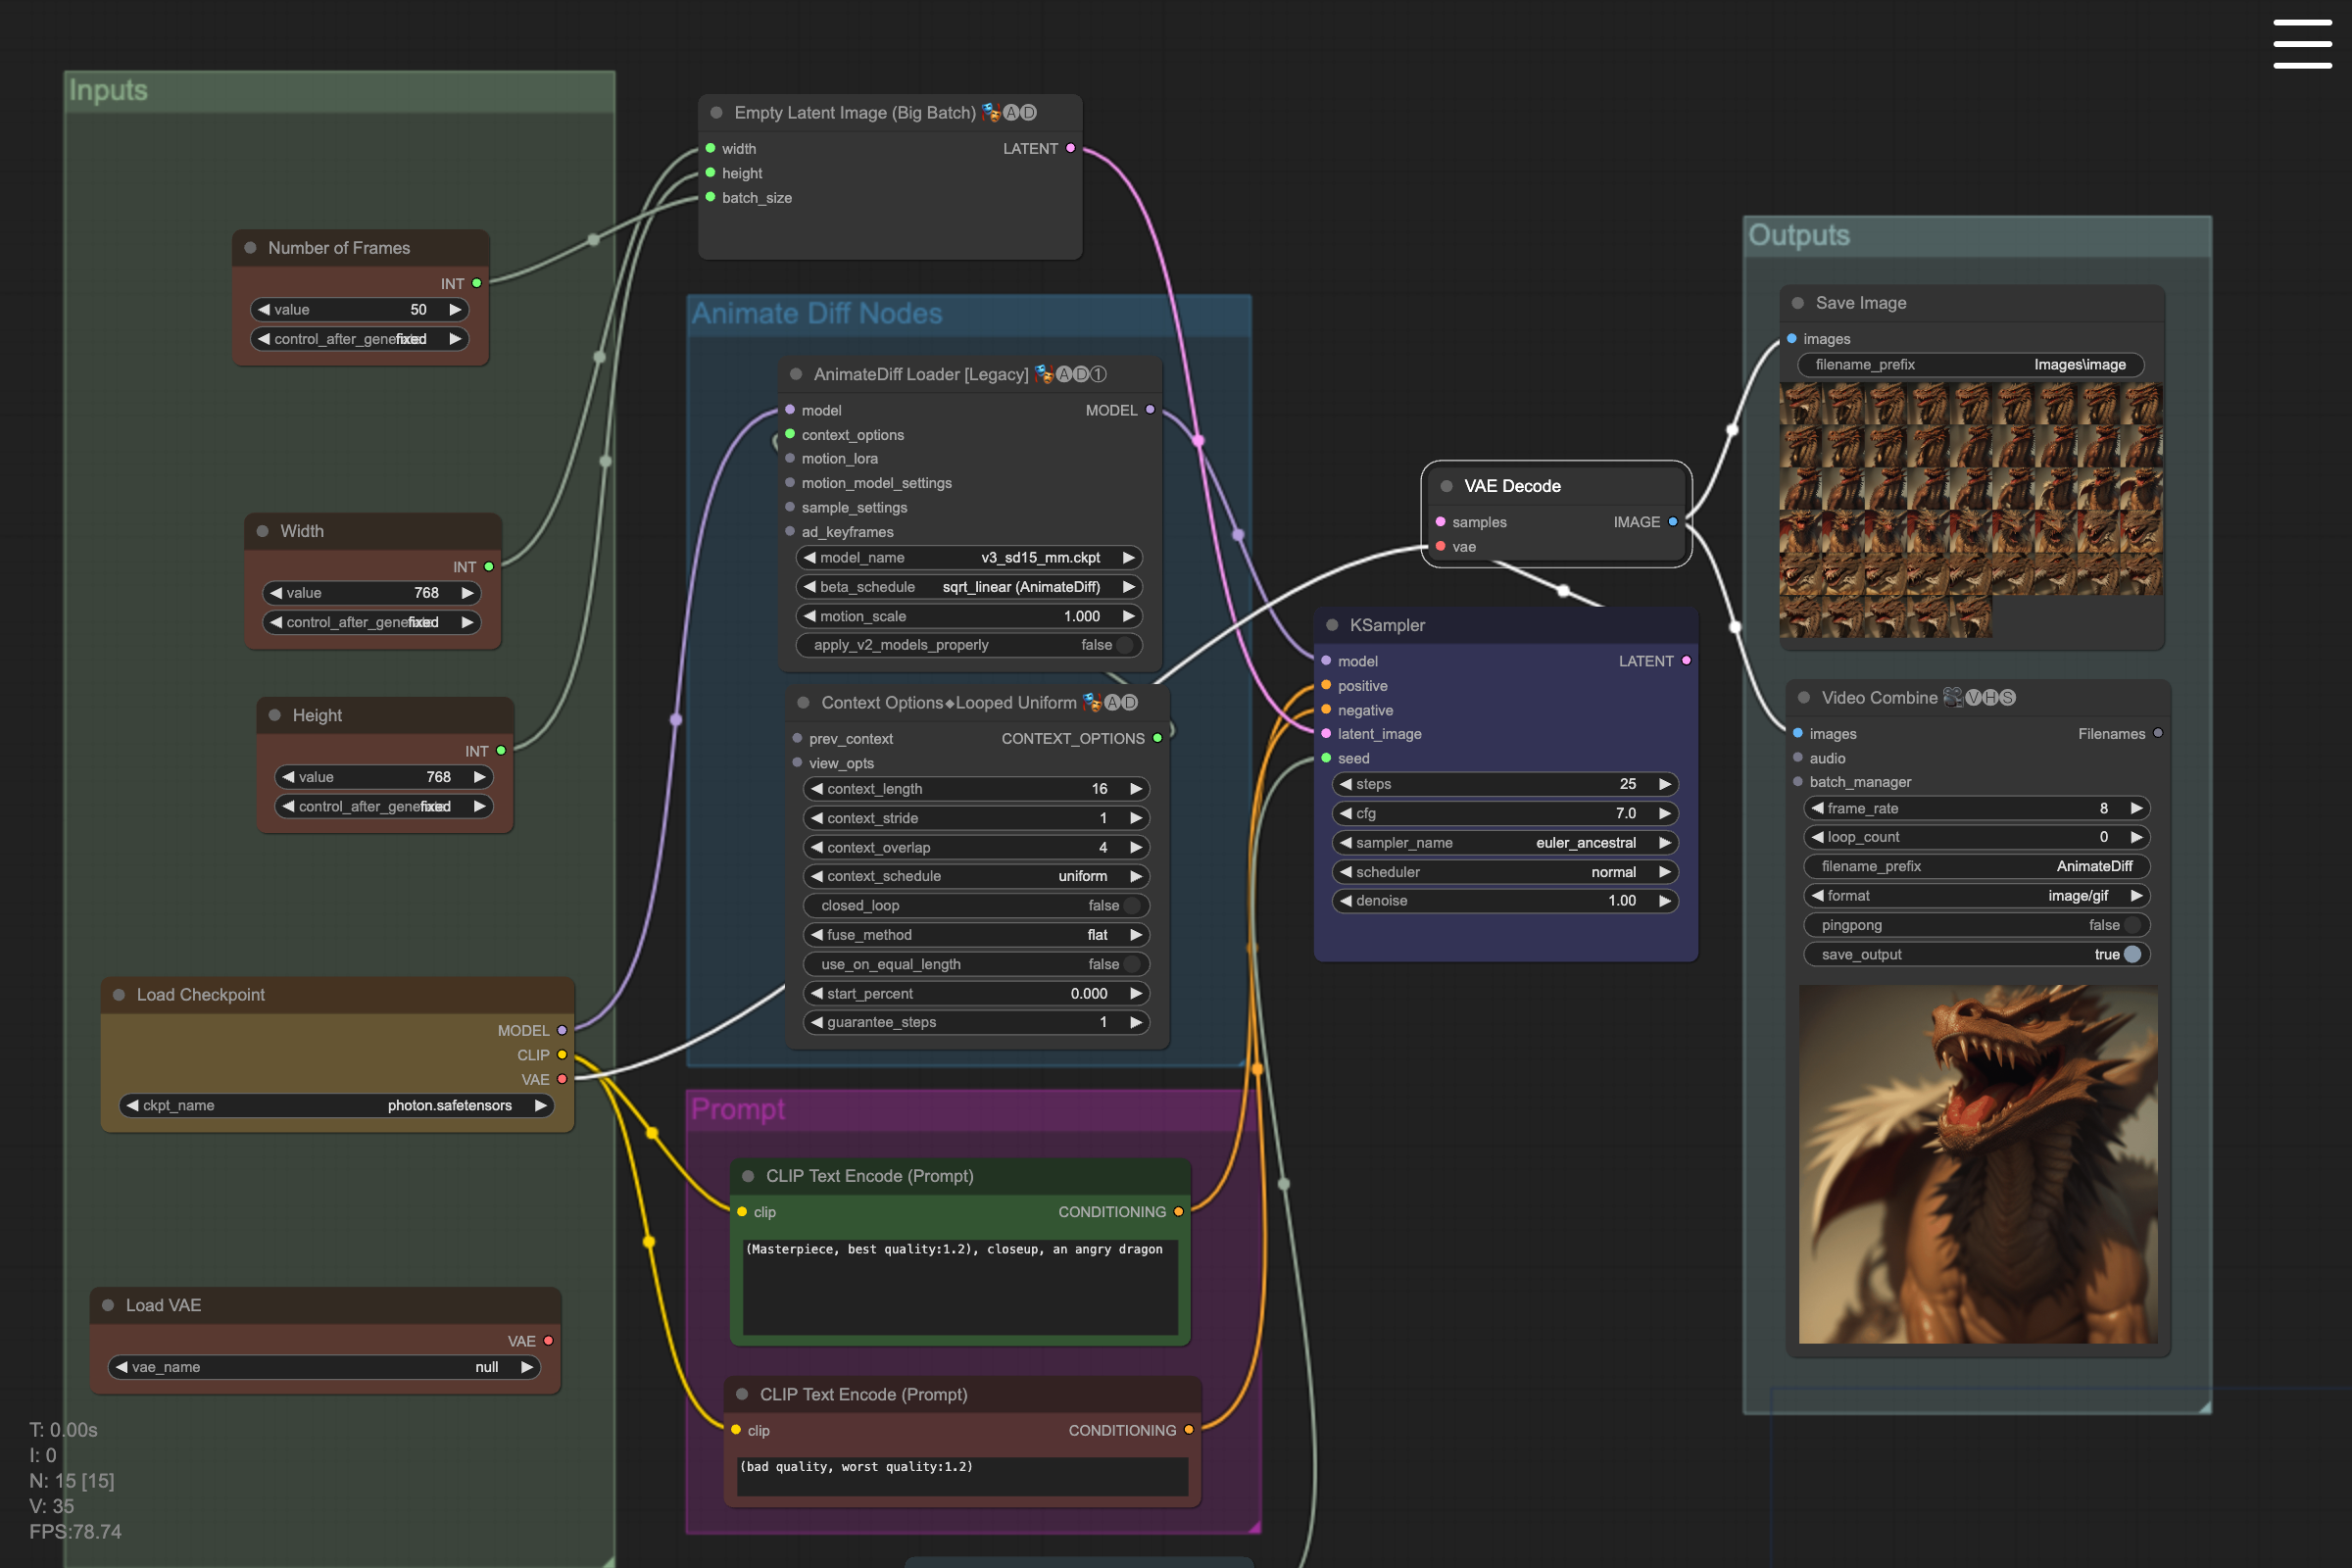 Inputs
Number of Frames
INT
value 50
control_after_gene fixed
Width
INT
value 768
control_after_gene fixed
Height
INT
value 768
control_after_gene fixed
Load Checkpoint
MODEL
CLIP
VAE
ckpt_name photon.safetensors
Load VAE
VAE
vae_name null
T: 0.00s
I: 0
N: 15 [15]
V: 35
FPS:78.74
Empty Latent Image (Big Batch) 🎭🅐🅓
width LATENT
height
batch_size
Animate Diff Nodes
AnimateDiff Loader [Legacy] 🎭🅐🅓①
model MODEL
context_options
motion_lora
motion_model_settings
sample_settings
ad_keyframes
model_name v3_sd15_mm.ckpt
beta_schedule sqrt_linear (AnimateDiff)
motion_scale 1.000
apply_v2_models_properly false
Context Options◆Looped Uniform 🎭🅐🅓
prev_context CONTEXT_OPTIONS
view_opts
context_length 16
context_stride 1
context_overlap 4
context_schedule uniform
closed_loop false
fuse_method flat
use_on_equal_length false
start_percent 0.000
guarantee_steps 1
Prompt
CLIP Text Encode (Prompt)
clip CONDITIONING
(Masterpiece, best quality:1.2), closeup, an angry dragon
CLIP Text Encode (Prompt)
clip CONDITIONING
(bad quality, worst quality:1.2)
VAE Decode
samples IMAGE
vae
KSampler
model LATENT
positive
negative
latent_image
seed
steps 25
cfg 7.0
sampler_name euler_ancestral
scheduler normal
denoise 1.00
Outputs
Save Image
images
filename_prefix Images\image
Video Combine 🎥🅥🅗🅢
images Filenames
audio
batch_manager
frame_rate 8
loop_count 0
filename_prefix AnimateDiff
format image/gif
pingpong false
save_output true